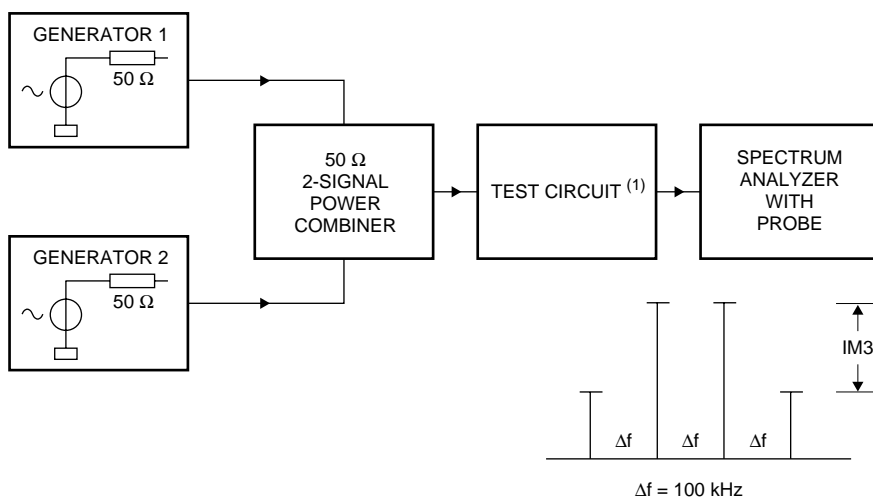 GENERATOR 1
50 Ω
GENERATOR 2
50 Ω
50 Ω
2-SIGNAL
POWER
COMBINER
TEST CIRCUIT (1)
SPECTRUM
ANALYZER
WITH
PROBE
IM3
Δf Δf Δf
Δf = 100 kHz